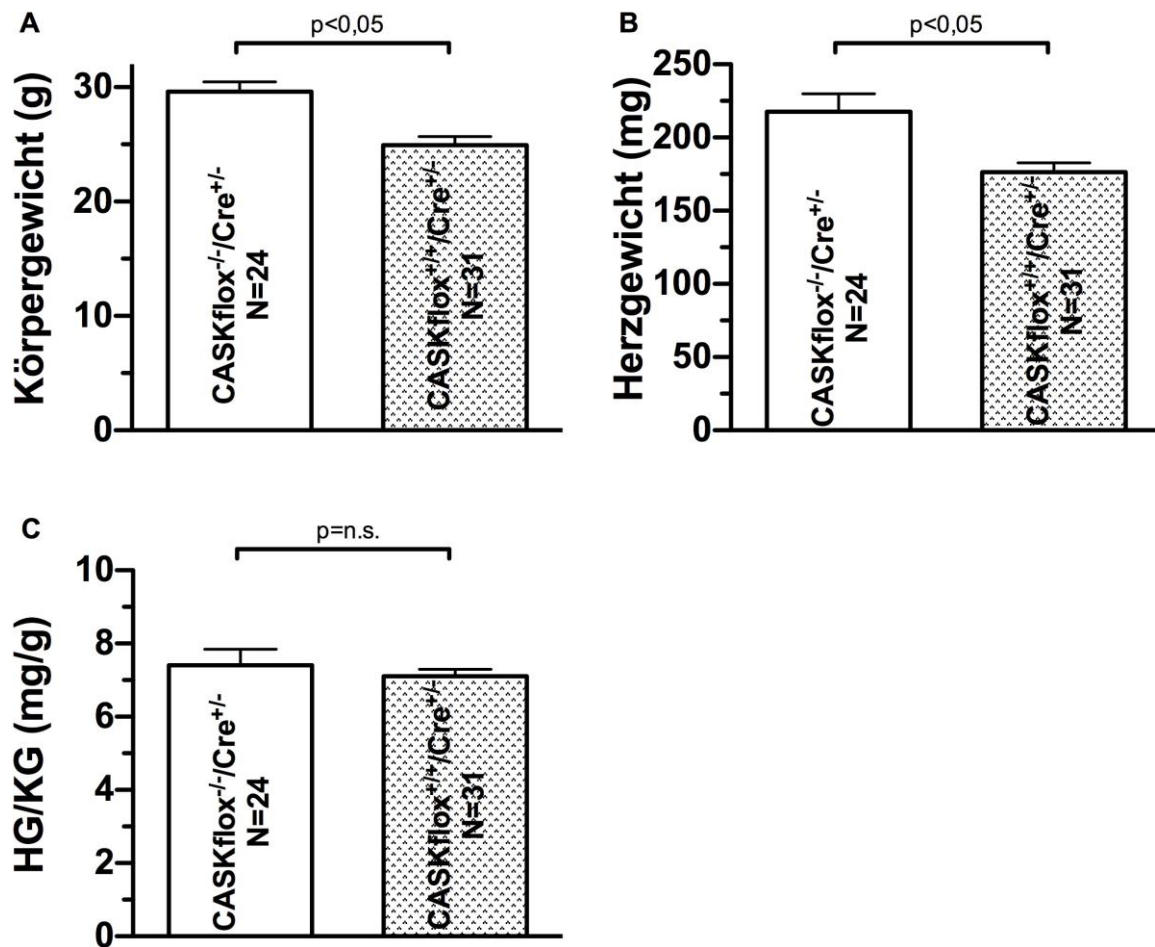 A
p<0,05
Körpergewicht (g)
30
20
10
0
CASKflox-/-/Cre+/-
N=24
CASKflox+/+/Cre+/-
N=31
B
p<0,05
Herzgewicht (mg)
250
200
150
100
50
0
CASKflox-/-/Cre+/-
N=24
CASKflox+/+/Cre+/-
N=31
C
p=n.s.
HG/KG (mg/g)
10
8
6
4
2
0
CASKflox-/-/Cre+/-
N=24
CASKflox+/+/Cre+/-
N=31